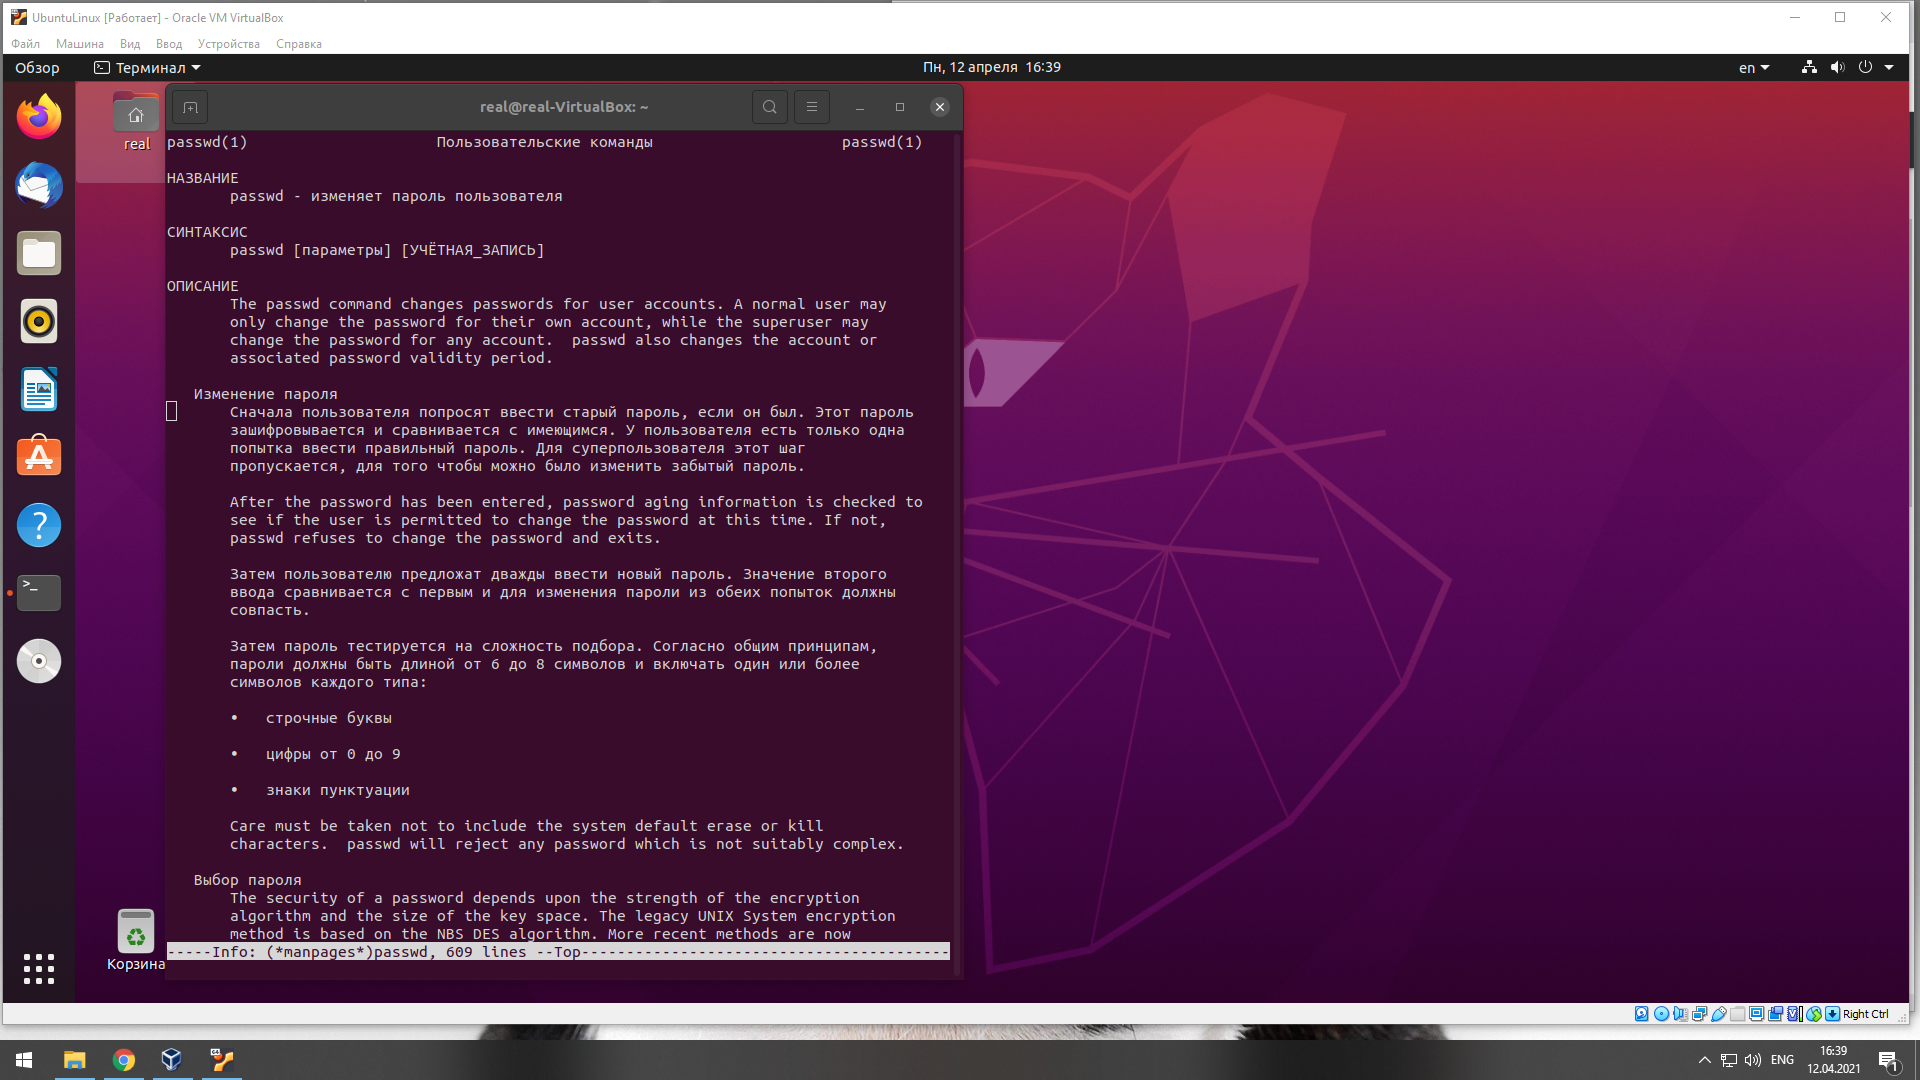 UbuntuLinux [Работает] - Oracle VM VirtualBox
Файл Машина Вид Ввод Устройства Справка
Обзор Терминал Пн, 12 апреля 16:39 en
real@real-VirtualBox: ~
real
passwd(1) Пользовательские команды passwd(1)
НАЗВАНИЕ
passwd - изменяет пароль пользователя
СИНТАКСИС
passwd [параметры] [УЧЁТНАЯ_ЗАПИСЬ]
ОПИСАНИЕ
The passwd command changes passwords for user accounts. A normal user may
only change the password for their own account, while the superuser may
change the password for any account.  passwd also changes the account or
associated password validity period.
Изменение пароля
Сначала пользователя попросят ввести старый пароль, если он был. Этот пароль
зашифровывается и сравнивается с имеющимся. У пользователя есть только одна
попытка ввести правильный пароль. Для суперпользователя этот шаг
пропускается, для того чтобы можно было изменить забытый пароль.
After the password has been entered, password aging information is checked to
see if the user is permitted to change the password at this time. If not,
passwd refuses to change the password and exits.
Затем пользователю предложат дважды ввести новый пароль. Значение второго
ввода сравнивается с первым и для изменения пароли из обеих попыток должны
совпасть.
Затем пароль тестируется на сложность подбора. Согласно общим принципам,
пароли должны быть длиной от 6 до 8 символов и включать один или более
символов каждого типа:
•   строчные буквы
•   цифры от 0 до 9
•   знаки пунктуации
Care must be taken not to include the system default erase or kill
characters.  passwd will reject any password which is not suitably complex.
Выбор пароля
The security of a password depends upon the strength of the encryption
algorithm and the size of the key space. The legacy UNIX System encryption
method is based on the NBS DES algorithm. More recent methods are now
-----Info: (*manpages*)passwd, 609 lines --Top-----------------------------------------
Корзина
Right Ctrl
ENG
16:39
12.04.2021
1